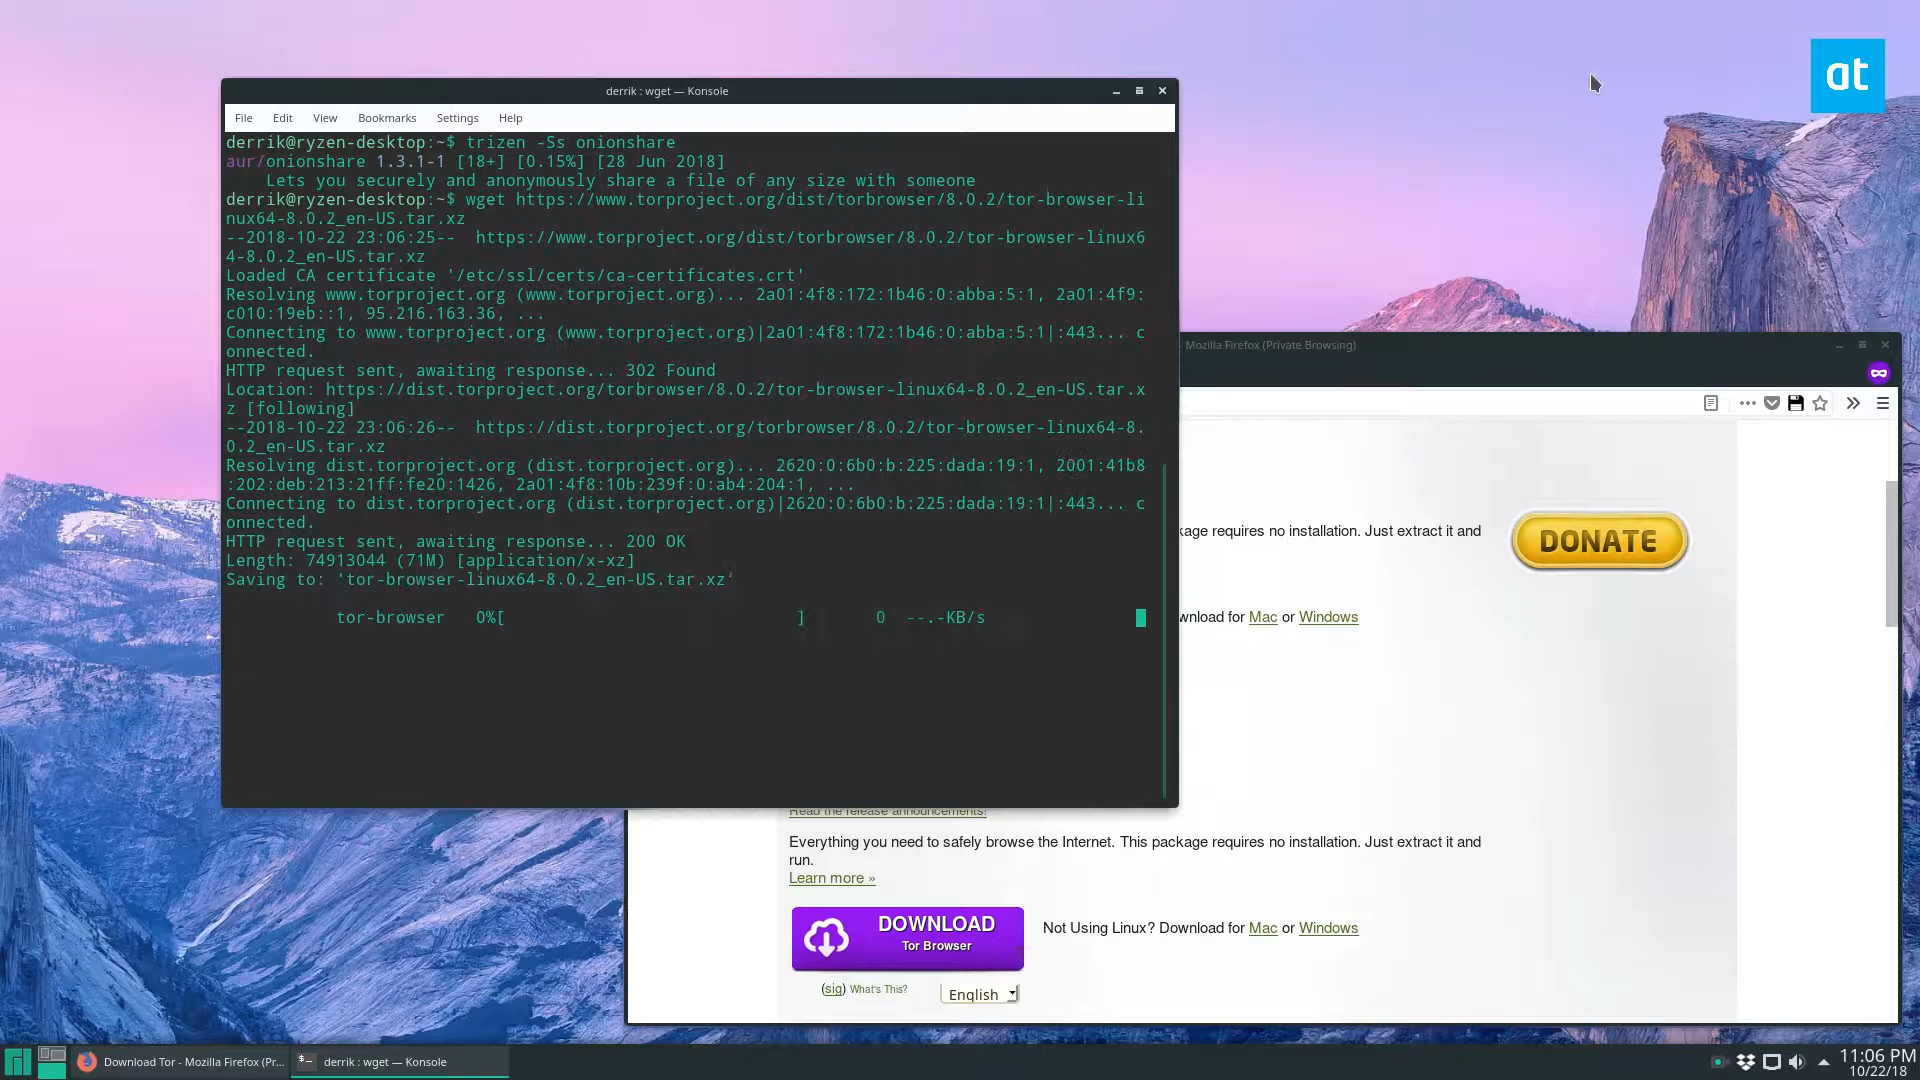 at
derrik : wget — Konsole
File Edit View Bookmarks Settings Help
derrik@ryzen-desktop:~$ trizen -Ss onionshare
aur/onionshare 1.3.1-1 [18+] [0.15%] [28 Jun 2018]
Lets you securely and anonymously share a file of any size with someone
derrik@ryzen-desktop:~$ wget https://www.torproject.org/dist/torbrowser/8.0.2/tor-browser-li
nux64-8.0.2_en-US.tar.xz
--2018-10-22 23:06:25--  https://www.torproject.org/dist/torbrowser/8.0.2/tor-browser-linux6
4-8.0.2_en-US.tar.xz
Loaded CA certificate '/etc/ssl/certs/ca-certificates.crt'
Resolving www.torproject.org (www.torproject.org)... 2a01:4f8:172:1b46:0:abba:5:1, 2a01:4f9:
c010:19eb::1, 95.216.163.36, ...
Connecting to www.torproject.org (www.torproject.org)|2a01:4f8:172:1b46:0:abba:5:1|:443... c
onnected.
HTTP request sent, awaiting response... 302 Found
Location: https://dist.torproject.org/torbrowser/8.0.2/tor-browser-linux64-8.0.2_en-US.tar.x
z [following]
--2018-10-22 23:06:26--  https://dist.torproject.org/torbrowser/8.0.2/tor-browser-linux64-8.
0.2_en-US.tar.xz
Resolving dist.torproject.org (dist.torproject.org)... 2620:0:6b0:b:225:dada:19:1, 2001:41b8
:202:deb:213:21ff:fe20:1426, 2a01:4f8:10b:239f:0:ab4:204:1, ...
Connecting to dist.torproject.org (dist.torproject.org)|2620:0:6b0:b:225:dada:19:1|:443... c
onnected.
HTTP request sent, awaiting response... 200 OK
Length: 74913044 (71M) [application/x-xz]
Saving to: 'tor-browser-linux64-8.0.2_en-US.tar.xz'
tor-browser   0%[                             ]       0  --.-KB/s
- Mozilla Firefox (Private Browsing)
kage requires no installation. Just extract it and
DONATE
wnload for Mac or Windows
Read the release announcements!
Everything you need to safely browse the Internet. This package requires no installation. Just extract it and
run.
Learn more »
DOWNLOAD
Tor Browser
Not Using Linux? Download for Mac or Windows
(sig) What's This?
English
Download Tor - Mozilla Firefox (Pr...
derrik : wget — Konsole
11:06 PM
10/22/18